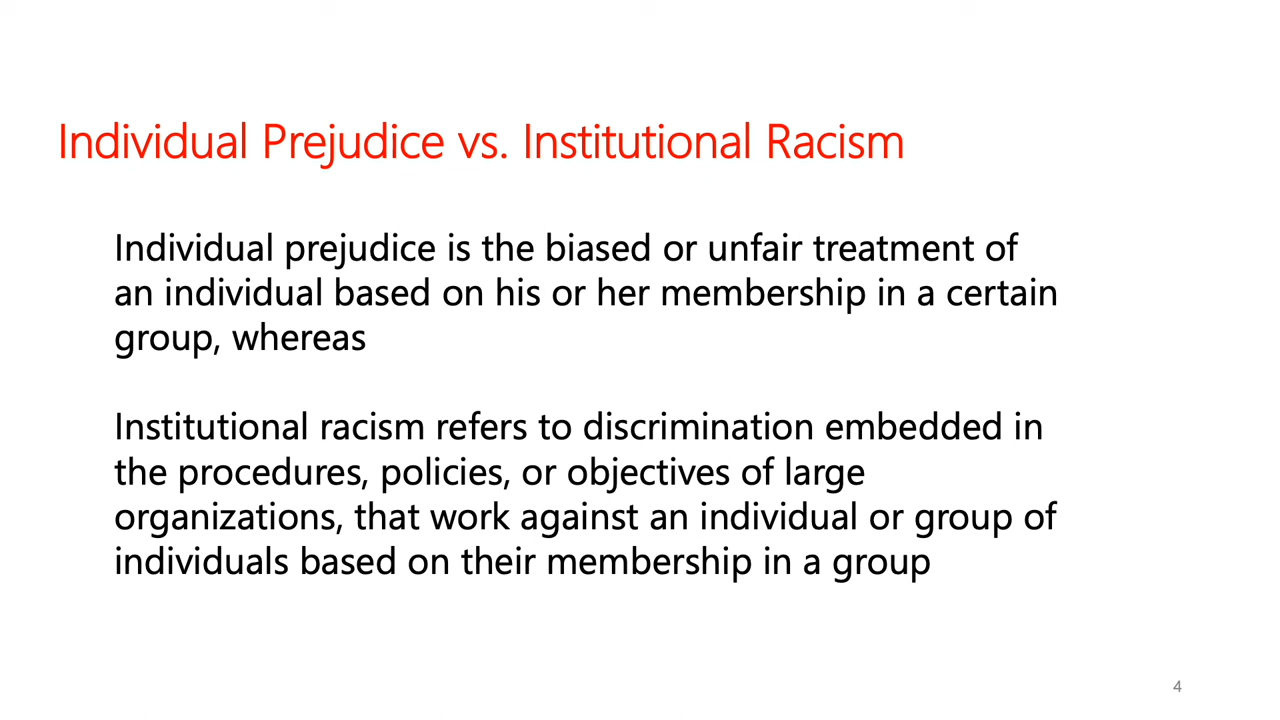 Individual Prejudice vs. Institutional Racism
Individual prejudice is the biased or unfair treatment of
an individual based on his or her membership in a certain
group, whereas
Institutional racism refers to discrimination embedded in
the procedures, policies, or objectives of large
organizations, that work against an individual or group of
individuals based on their membership in a group
4